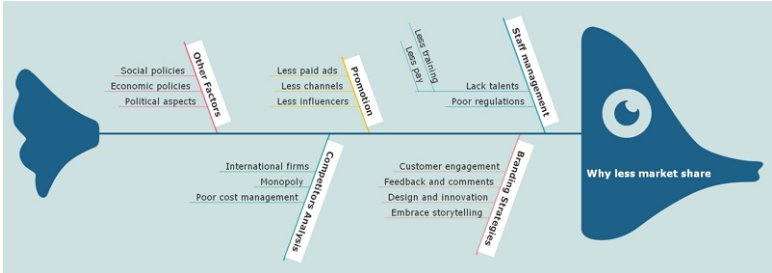 Other Factors
Social policies
Economic policies
Political aspects
Promotion
Less paid ads
Less channels
Less influencers
Staff management
Less training
Less pay
Lack talents
Poor regulations
Competitors Analysis
International firms
Monopoly
Poor cost management
Branding Strategies
Customer engagement
Feedback and comments
Design and innovation
Embrace storytelling
Why less market share